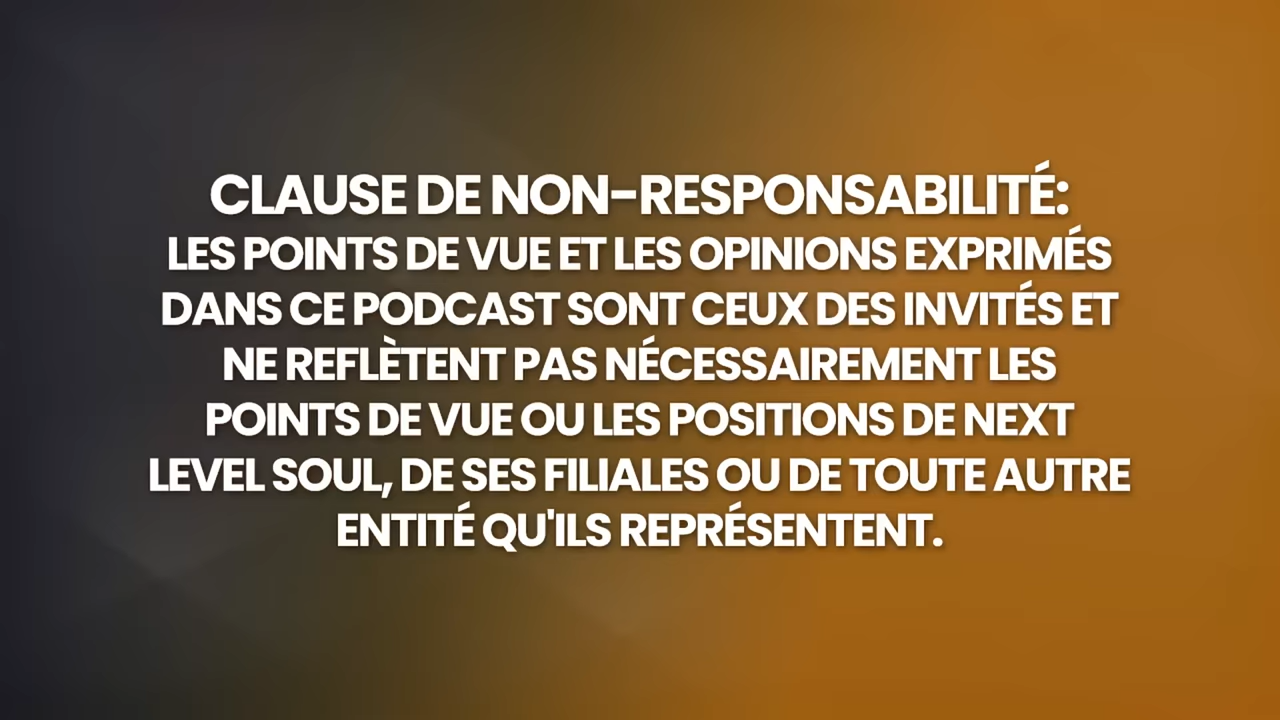 CLAUSE DE NON-RESPONSABILITÉ:
LES POINTS DE VUE ET LES OPINIONS EXPRIMÉS
DANS CE PODCAST SONT CEUX DES INVITÉS ET
NE REFLÈTENT PAS NÉCESSAIREMENT LES
POINTS DE VUE OU LES POSITIONS DE NEXT
LEVEL SOUL, DE SES FILIALES OU DE TOUTE AUTRE
ENTITÉ QU'ILS REPRÉSENTENT.